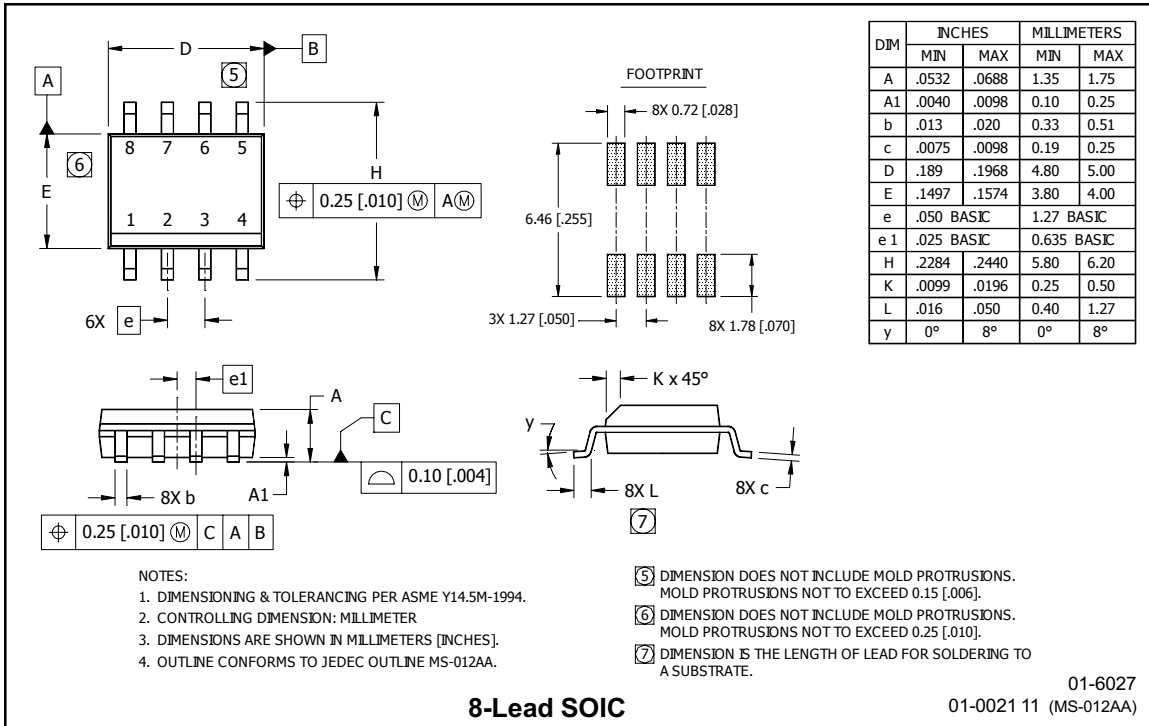 D
B
⑤
A
8 7 6 5
⑥
E
H
⌖ 0.25 [.010] Ⓜ A Ⓜ
1 2 3 4
6X e
FOOTPRINT
8X 0.72 [.028]
6.46 [.255]
3X 1.27 [.050]
8X 1.78 [.070]
DIM INCHES MILLIMETERS
MIN MAX MIN MAX
A .0532 .0688 1.35 1.75
A1 .0040 .0098 0.10 0.25
b .013 .020 0.33 0.51
c .0075 .0098 0.19 0.25
D .189 .1968 4.80 5.00
E .1497 .1574 3.80 4.00
e .050 BASIC 1.27 BASIC
e 1 .025 BASIC 0.635 BASIC
H .2284 .2440 5.80 6.20
K .0099 .0196 0.25 0.50
L .016 .050 0.40 1.27
y 0° 8° 0° 8°
e1
A
C
⌓ 0.10 [.004]
8X b
A1
⌖ 0.25 [.010] Ⓜ C A B
K x 45°
y
8X L
8X c
⑦
NOTES:
1. DIMENSIONING & TOLERANCING PER ASME Y14.5M-1994.
2. CONTROLLING DIMENSION: MILLIMETER
3. DIMENSIONS ARE SHOWN IN MILLIMETERS [INCHES].
4. OUTLINE CONFORMS TO JEDEC OUTLINE MS-012AA.
⑤ DIMENSION DOES NOT INCLUDE MOLD PROTRUSIONS.
MOLD PROTRUSIONS NOT TO EXCEED 0.15 [.006].
⑥ DIMENSION DOES NOT INCLUDE MOLD PROTRUSIONS.
MOLD PROTRUSIONS NOT TO EXCEED 0.25 [.010].
⑦ DIMENSION IS THE LENGTH OF LEAD FOR SOLDERING TO
A SUBSTRATE.
8-Lead SOIC
01-6027
01-0021 11 (MS-012AA)